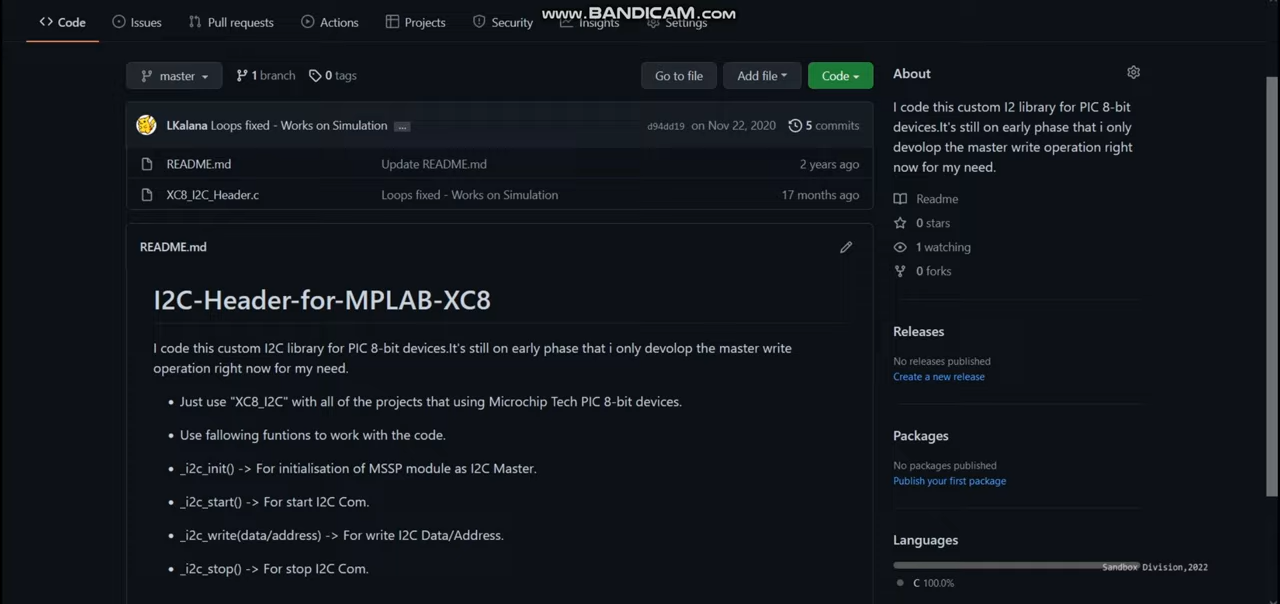 www.BANDICAM.com
Code Issues Pull requests Actions Projects Security Insights Settings
master 1 branch 0 tags Go to file Add file Code
LKalana Loops fixed - Works on Simulation ... d94dd19 on Nov 22, 2020 5 commits
README.md Update README.md 2 years ago
XC8_I2C_Header.c Loops fixed - Works on Simulation 17 months ago
README.md
I2C-Header-for-MPLAB-XC8
I code this custom I2C library for PIC 8-bit devices.It's still on early phase that i only devolop the master write
operation right now for my need.
• Just use "XC8_I2C" with all of the projects that using Microchip Tech PIC 8-bit devices.
• Use fallowing funtions to work with the code.
• _i2c_init() -> For initialisation of MSSP module as I2C Master.
• _i2c_start() -> For start I2C Com.
• _i2c_write(data/address) -> For write I2C Data/Address.
• _i2c_stop() -> For stop I2C Com.
About
I code this custom I2 library for PIC 8-bit
devices.It's still on early phase that i only
devolop the master write operation right
now for my need.
Readme
0 stars
1 watching
0 forks
Releases
No releases published
Create a new release
Packages
No packages published
Publish your first package
Languages
Sandbox Division,2022
C 100.0%